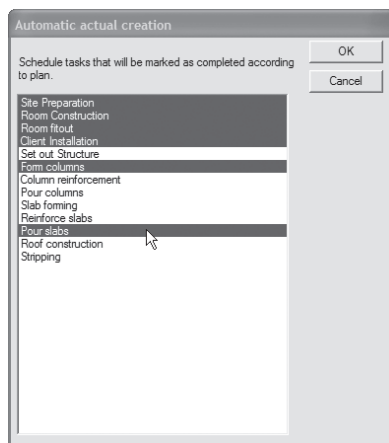 Automatic actual creation
Schedule tasks that will be marked as completed according
to plan.
OK
Cancel
Site Preparation
Room Construction
Room fitout
Client Installation
Set out Structure
Form columns
Column reinforcement
Pour columns
Slab forming
Reinforce slabs
Pour slabs
Roof construction
Stripping